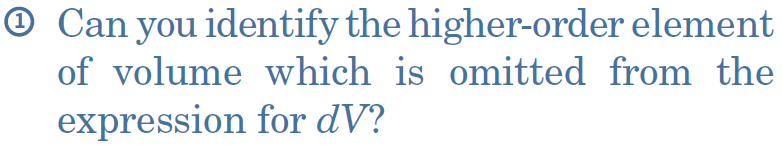 ① Can you identify the higher-order element
of volume which is omitted from the
expression for dV?